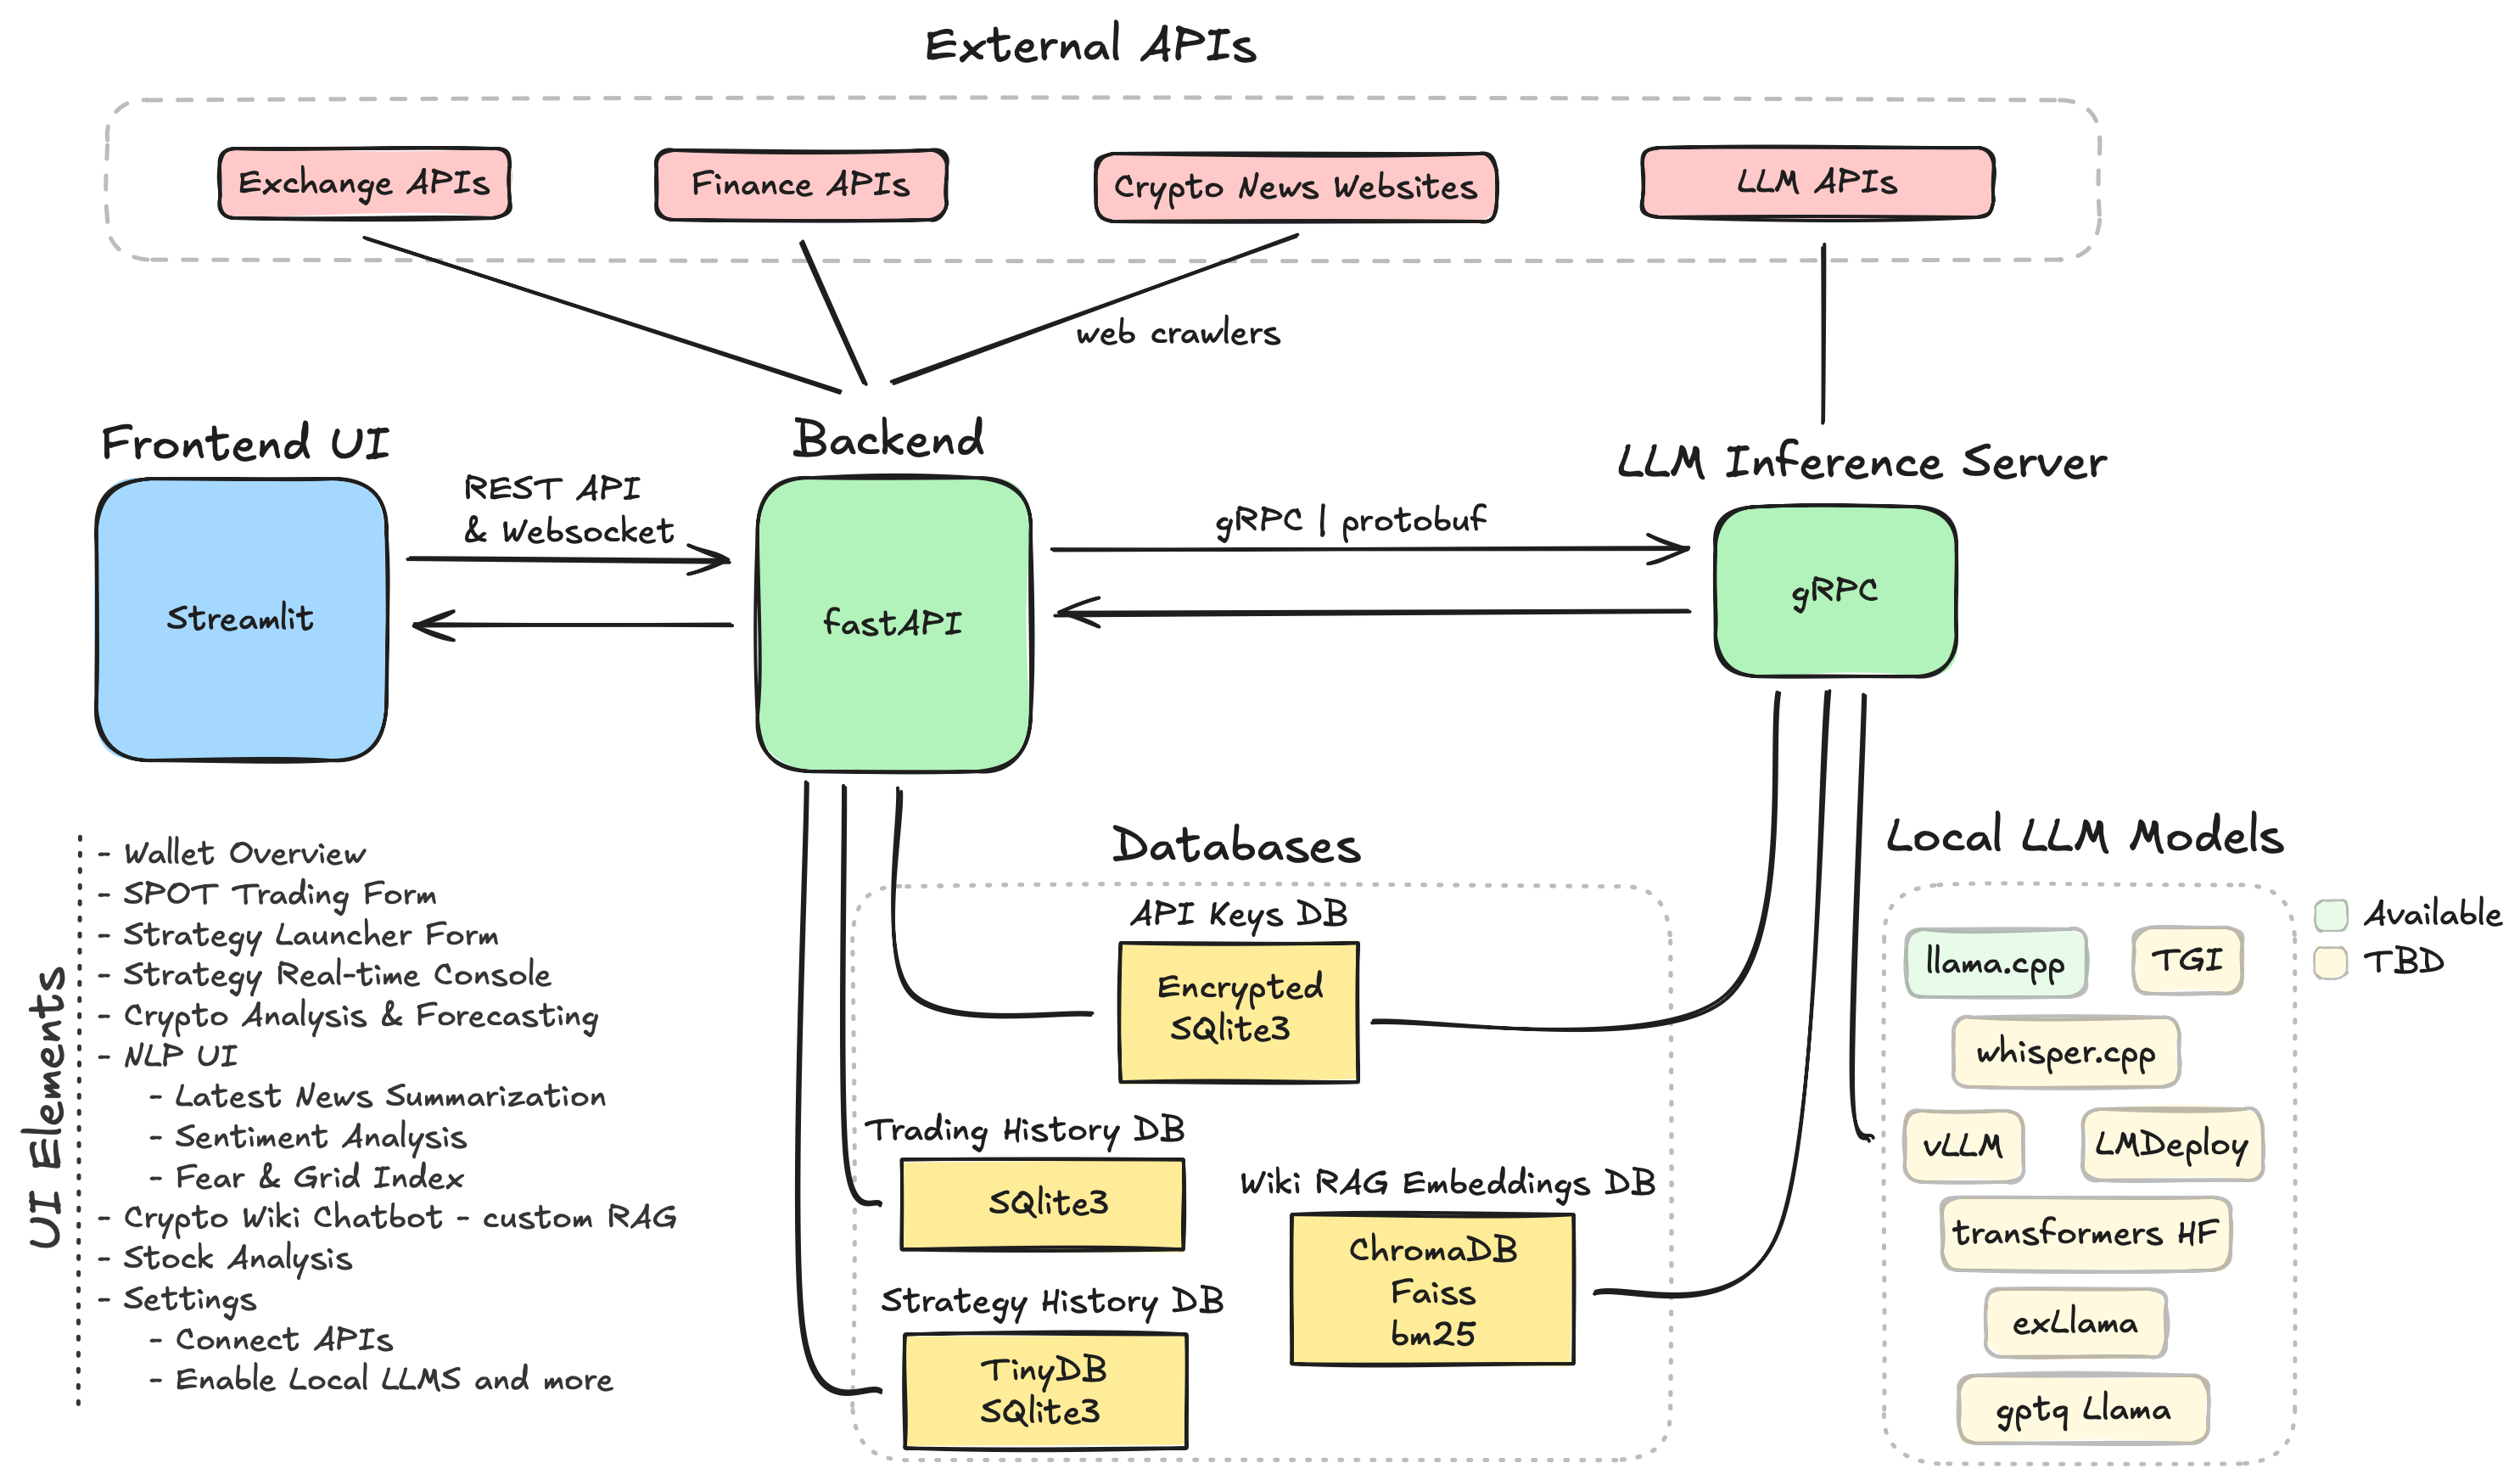 External APIs
Exchange APIs
Finance APIs
Crypto News Websites
LLM APIs
web crawlers
Frontend UI
Backend
LLM Inference Server
REST API
& Websocket
gRPC | protobuf
Streamlit
fastAPI
gRPC
UI Elements
- Wallet Overview
- SPOT Trading Form
- Strategy Launcher Form
- Strategy Real-time Console
- Crypto Analysis & Forecasting
- NLP UI
- Latest News Summarization
- Sentiment Analysis
- Fear & Grid Index
- Crypto Wiki Chatbot - custom RAG
- Stock Analysis
- Settings
- Connect APIs
- Enable Local LLMS and more
Databases
API Keys DB
Encrypted
SQlite3
Trading History DB
SQlite3
Wiki RAG Embeddings DB
ChromaDB
Faiss
bm25
Strategy History DB
TinyDB
SQlite3
Local LLM Models
Available
TBD
llama.cpp
TGI
whisper.cpp
vLLM
LMDeploy
transformers HF
exLlama
gptq Llama